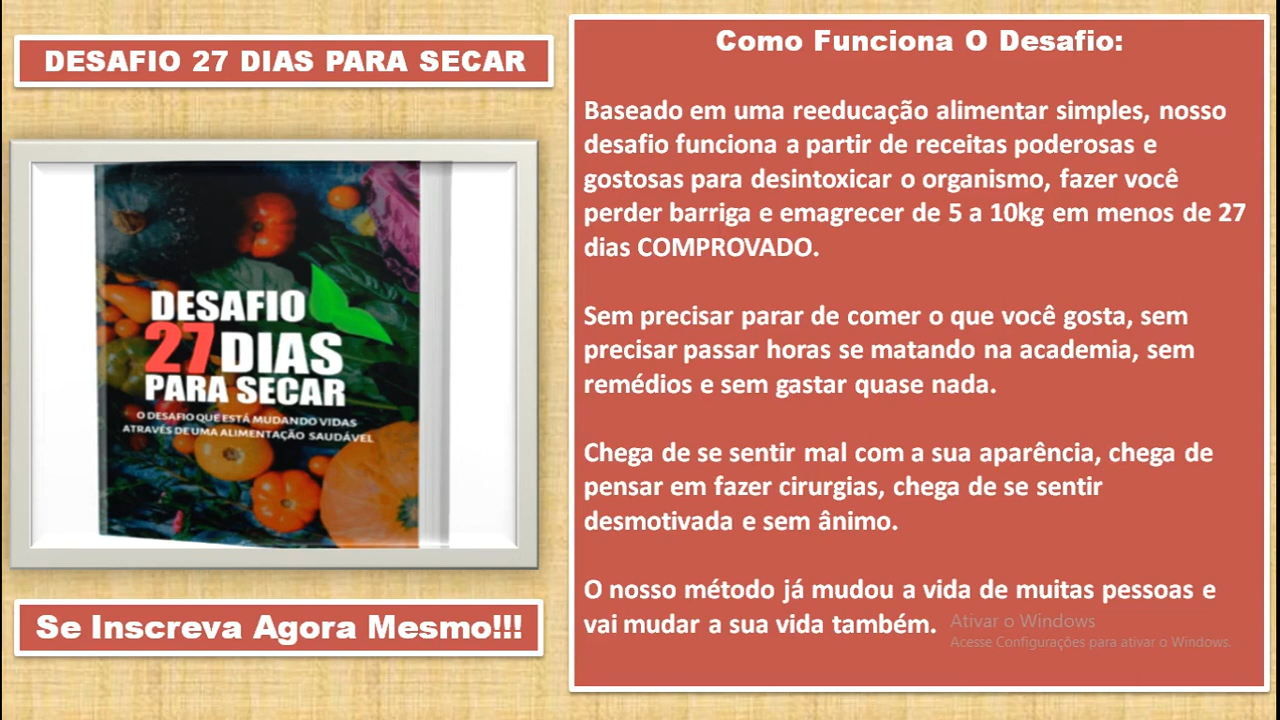 DESAFIO 27 DIAS PARA SECAR
DESAFIO
27 DIAS
PARA SECAR
O DESAFIO QUE ESTÁ MUDANDO VIDAS
ATRAVÉS DE UMA ALIMENTAÇÃO SAUDÁVEL
Se Inscreva Agora Mesmo!!!
Como Funciona O Desafio:
Baseado em uma reeducação alimentar simples, nosso
desafio funciona a partir de receitas poderosas e
gostosas para desintoxicar o organismo, fazer você
perder barriga e emagrecer de 5 a 10kg em menos de 27
dias COMPROVADO.
Sem precisar parar de comer o que você gosta, sem
precisar passar horas se matando na academia, sem
remédios e sem gastar quase nada.
Chega de se sentir mal com a sua aparência, chega de
pensar em fazer cirurgias, chega de se sentir
desmotivada e sem ânimo.
O nosso método já mudou a vida de muitas pessoas e
vai mudar a sua vida também.
Ativar o Windows
Acesse Configurações para ativar o Windows.